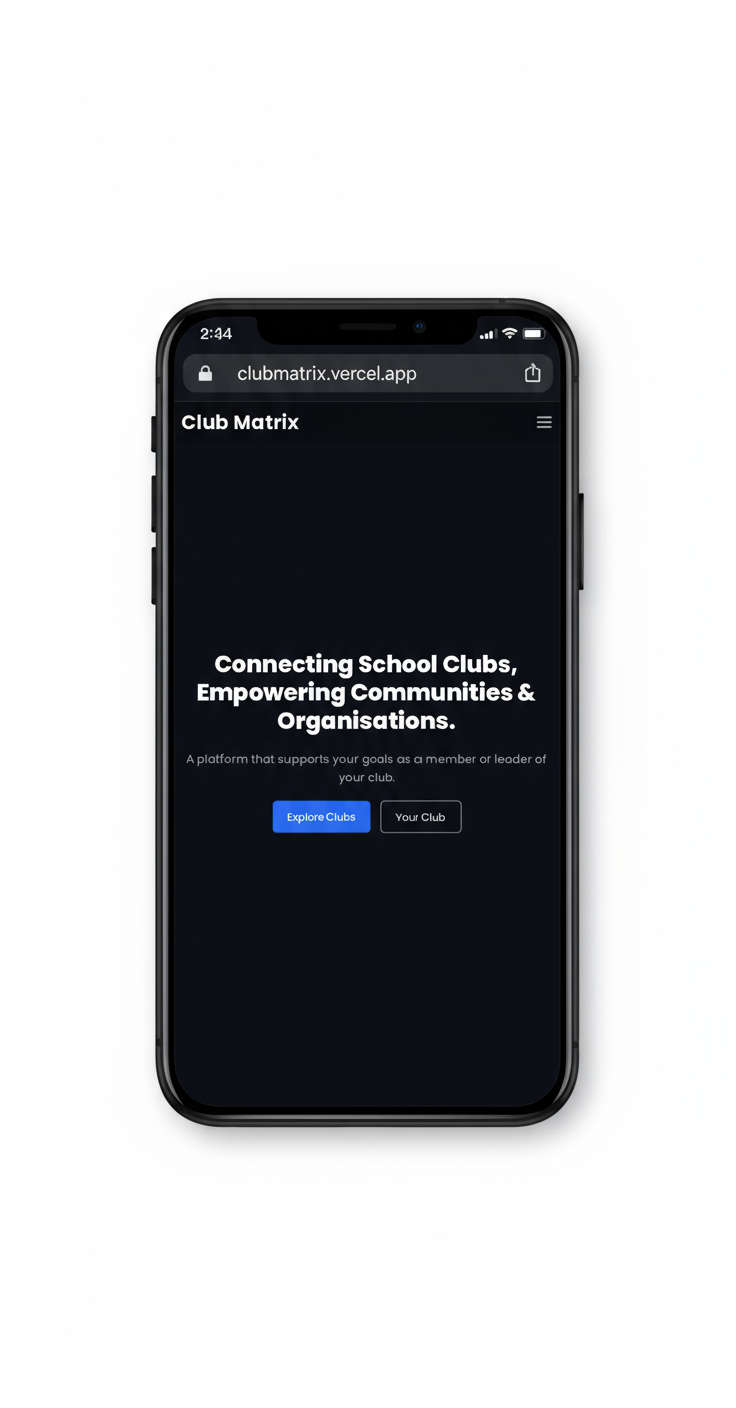 2:44
clubmatrix.vercel.app
Club Matrix
Connecting School Clubs,
Empowering Communities &
Organisations.
A platform that supports your goals as a member or leader of
your club.
Explore Clubs
Your Club